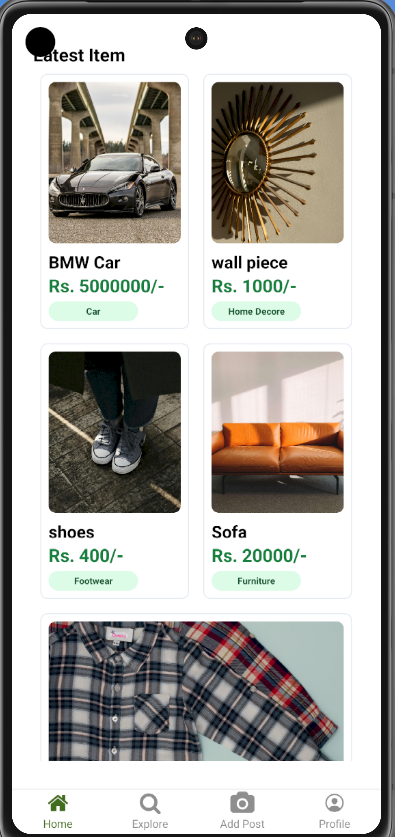 Latest Item
BMW Car
wall piece
Rs. 5000000/-
Rs. 1000/-
Car
Home Decore
shoes
Sofa
Rs. 400/-
Rs. 20000/-
Footwear
Furniture
Home
Explore
Add Post
Profile